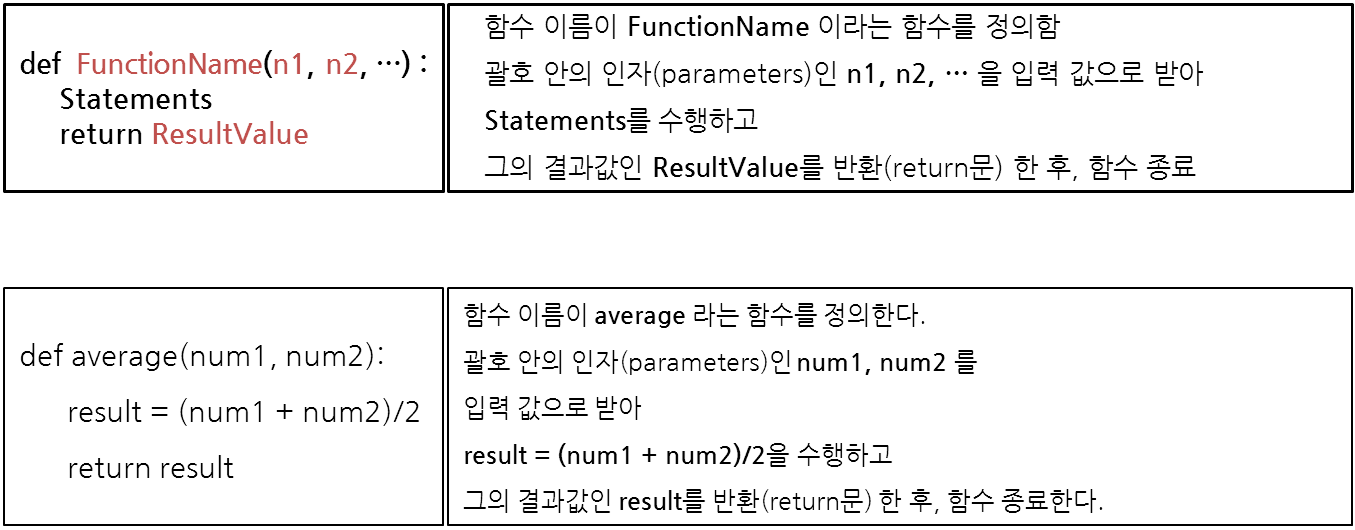 def FunctionName(n1, n2, …) :
Statements
return ResultValue
함수 이름이 FunctionName 이라는 함수를 정의함
괄호 안의 인자(parameters)인 n1, n2, … 을 입력 값으로 받아
Statements를 수행하고
그의 결과값인 ResultValue를 반환(return문) 한 후, 함수 종료
def average(num1, num2):
result = (num1 + num2)/2
return result
함수 이름이 average 라는 함수를 정의한다.
괄호 안의 인자(parameters)인 num1, num2 를
입력 값으로 받아
result = (num1 + num2)/2을 수행하고
그의 결과값인 result를 반환(return문) 한 후, 함수 종료한다.